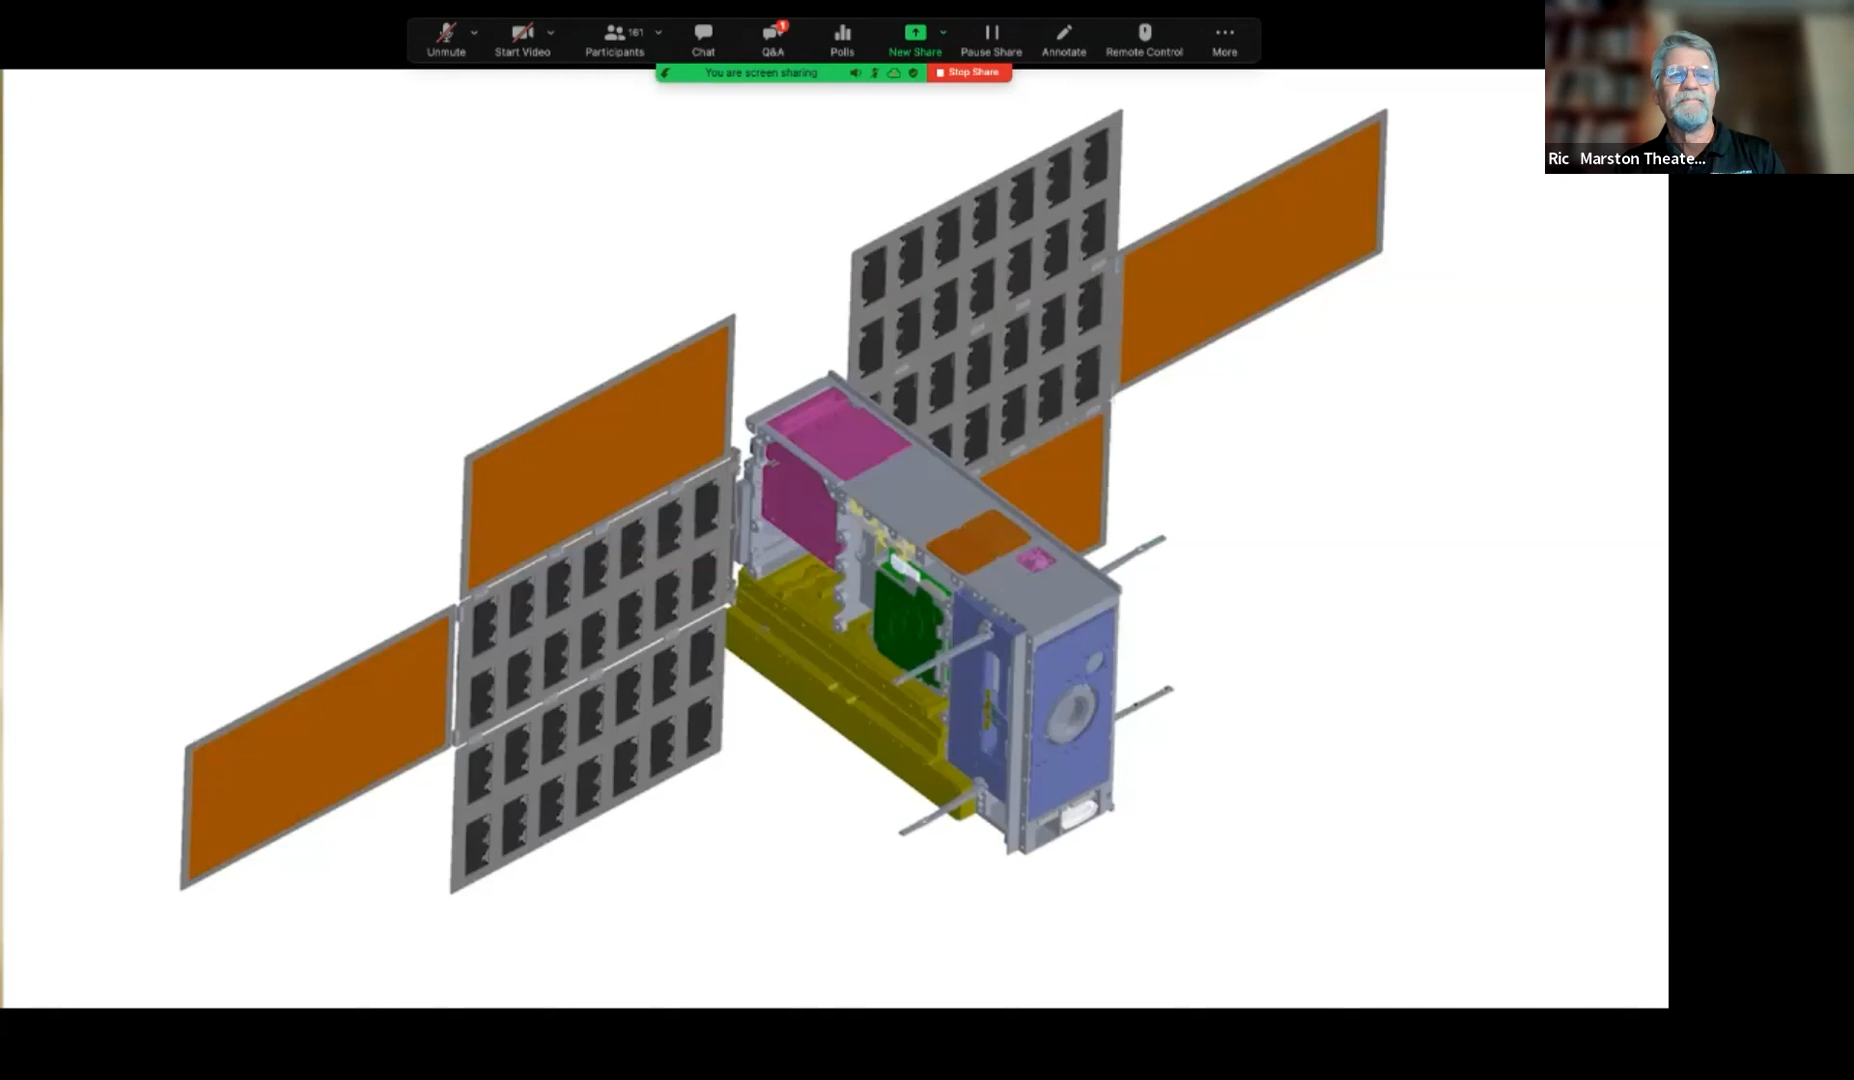 Unmute
Start Video
161
Participants
Chat
1
Q&A
Polls
New Share
Pause Share
Annotate
Remote Control
More
You are screen sharing
Stop Share
Ric Marston Theate...